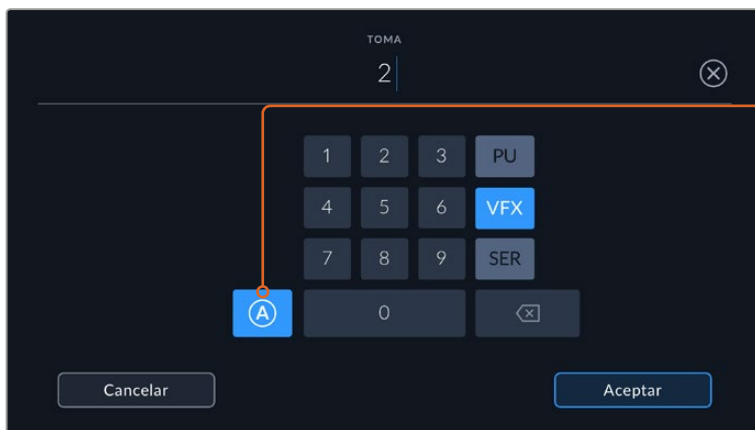 TOMA
2
1 2 3 PU
4 5 6 VFX
7 8 9 SER
A 0
Cancelar Aceptar